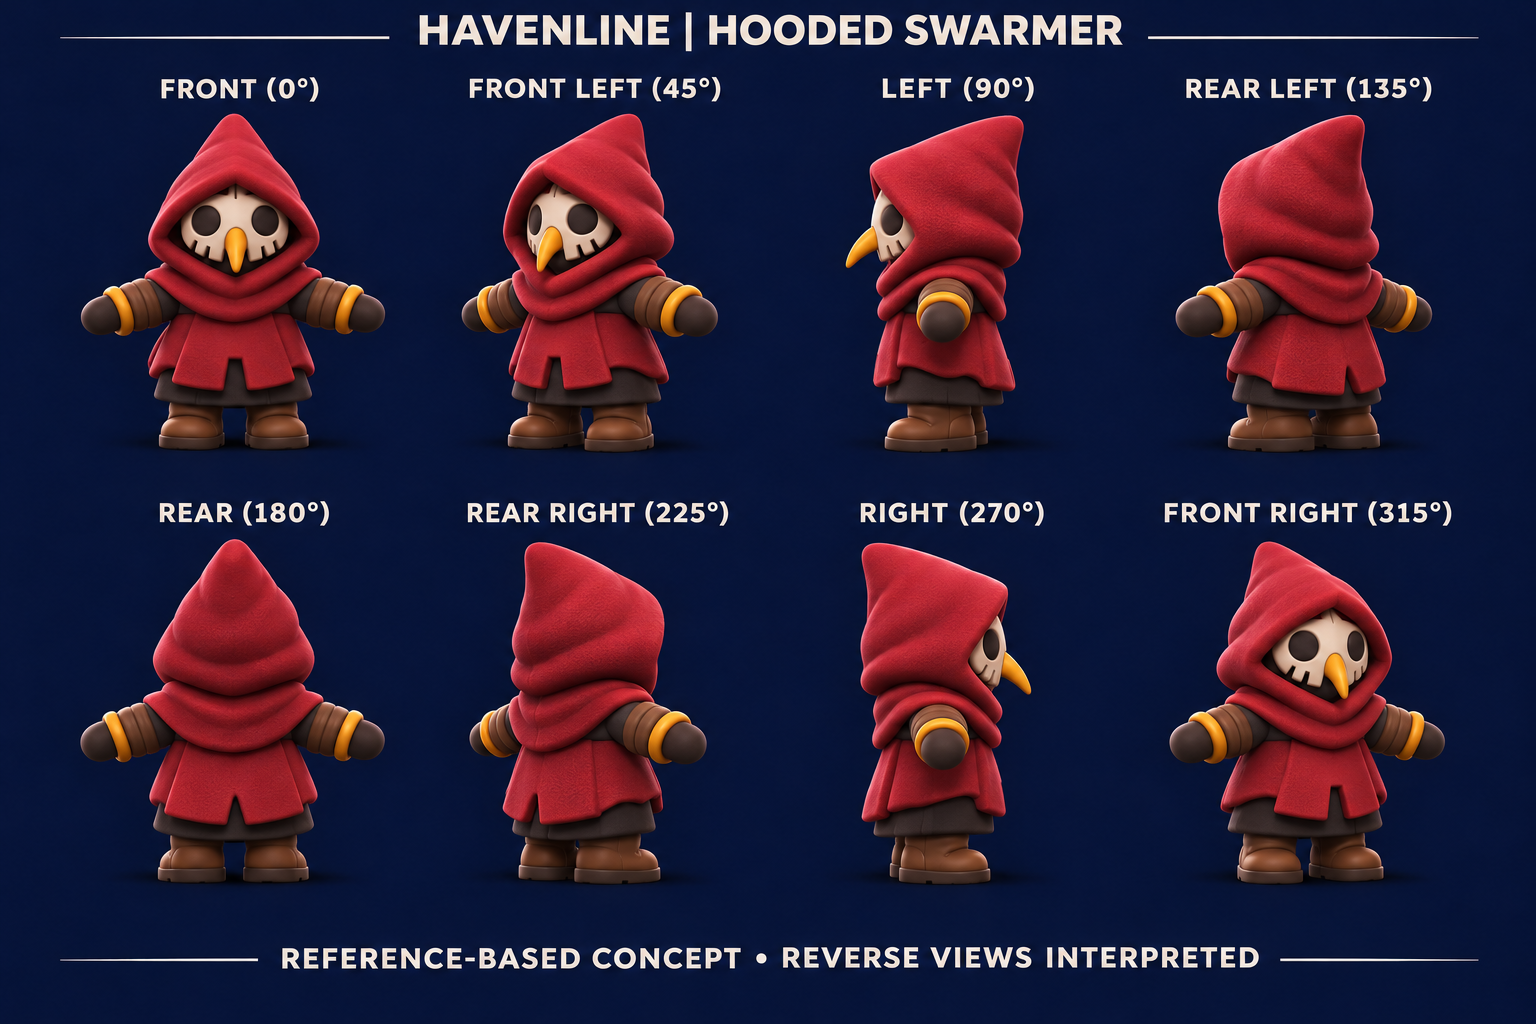 HAVENLINE | HOODED SWARMER
FRONT (0°)
FRONT LEFT (45°)
LEFT (90°)
REAR LEFT (135°)
REAR (180°)
REAR RIGHT (225°)
RIGHT (270°)
FRONT RIGHT (315°)
REFERENCE-BASED CONCEPT • REVERSE VIEWS INTERPRETED